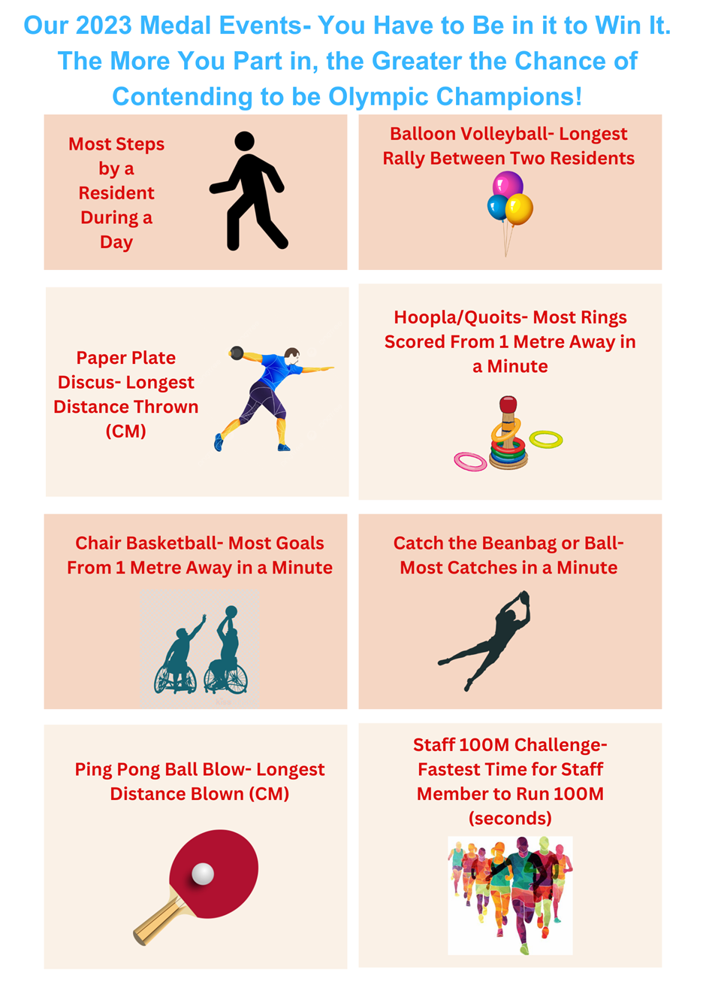 Our 2023 Medal Events- You Have to Be in it to Win It.
The More You Part in, the Greater the Chance of
Contending to be Olympic Champions!
Most Steps
by a
Resident
During a
Day
Balloon Volleyball- Longest
Rally Between Two Residents
Paper Plate
Discus- Longest
Distance Thrown
(CM)
Hoopla/Quoits- Most Rings
Scored From 1 Metre Away in
a Minute
Chair Basketball- Most Goals
From 1 Metre Away in a Minute
Catch the Beanbag or Ball-
Most Catches in a Minute
Ping Pong Ball Blow- Longest
Distance Blown (CM)
Staff 100M Challenge-
Fastest Time for Staff
Member to Run 100M
(seconds)